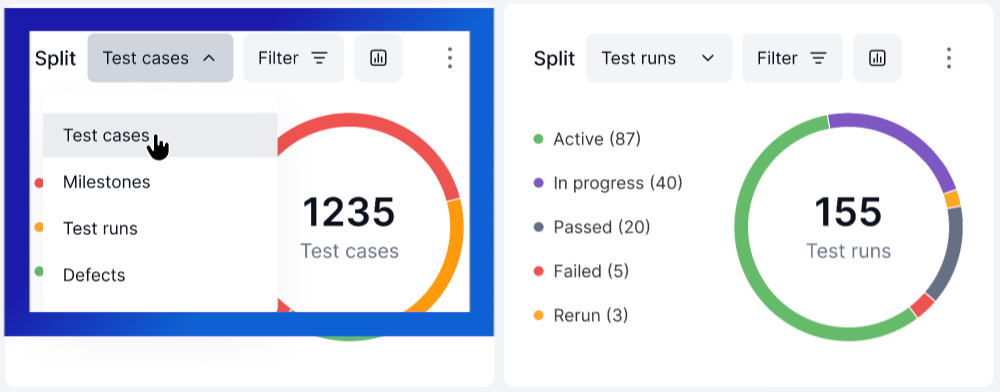 Split Test cases Filter
Test cases
Milestones
Test runs
Defects
1235
Test cases
Split Test runs Filter
Active (87)
In progress (40)
Passed (20)
Failed (5)
Rerun (3)
155
Test runs